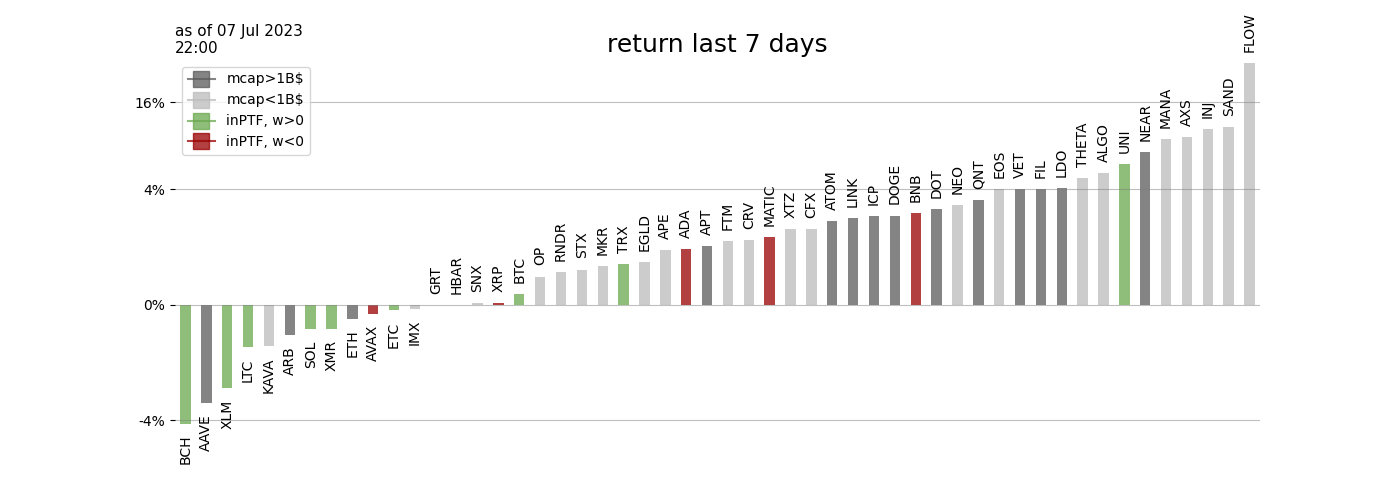 as of 07 Jul 2023
22:00
return last 7 days
mcap>1B$
mcap<1B$
inPTF, w>0
inPTF, w<0
16%
4%
0%
-4%
BCH
AAVE
XLM
LTC
KAVA
ARB
SOL
XMR
ETH
AVAX
ETC
IMX
GRT
HBAR
SNX
XRP
BTC
OP
RNDR
STX
MKR
TRX
EGLD
APE
ADA
APT
FTM
CRV
MATIC
XTZ
CFX
ATOM
LINK
ICP
DOGE
BNB
DOT
NEO
QNT
EOS
VET
FIL
LDO
THETA
ALGO
UNI
NEAR
MANA
AXS
INJ
SAND
FLOW